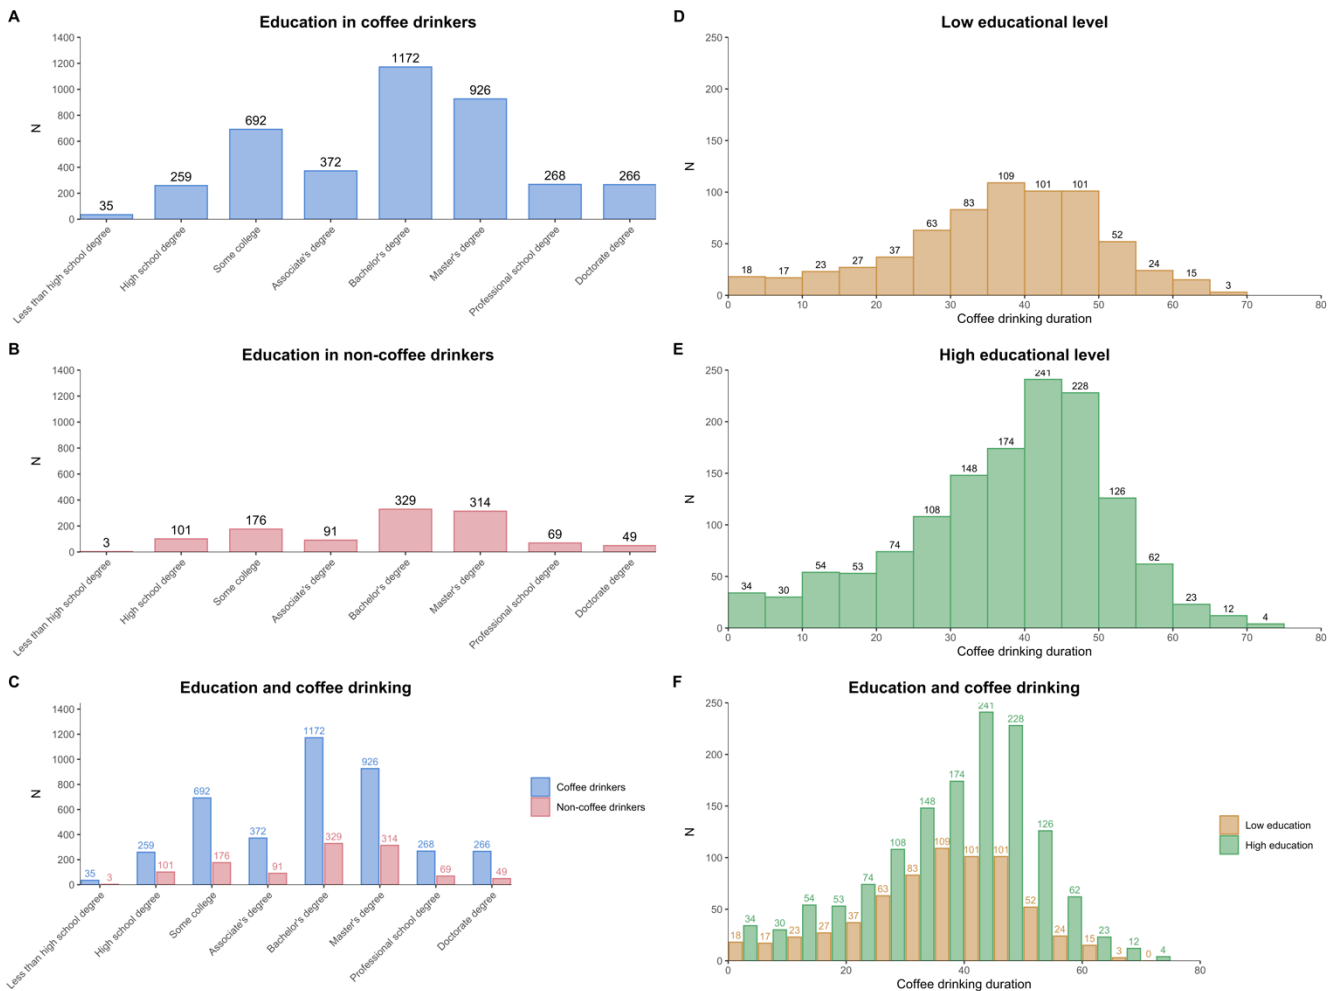 A
Education in coffee drinkers
N
1400
1200
1000
800
600
400
200
0
35
259
692
372
1172
926
268
266
Less than high school degree
High school degree
Some college
Associate's degree
Bachelor's degree
Master's degree
Professional school degree
Doctorate degree
B
Education in non-coffee drinkers
N
1400
1200
1000
800
600
400
200
0
3
101
176
91
329
314
69
49
Less than high school degree
High school degree
Some college
Associate's degree
Bachelor's degree
Master's degree
Professional school degree
Doctorate degree
C
Education and coffee drinking
N
1400
1200
1000
800
600
400
200
0
35
3
259
101
692
176
372
91
1172
329
926
314
268
69
266
49
Less than high school degree
High school degree
Some college
Associate's degree
Bachelor's degree
Master's degree
Professional school degree
Doctorate degree
Coffee drinkers
Non-coffee drinkers
D
Low educational level
N
250
200
150
100
50
0
18
17
23
27
37
63
83
109
101
101
52
24
15
3
0 10 20 30 40 50 60 70 80
Coffee drinking duration
E
High educational level
N
250
200
150
100
50
0
34
30
54
53
74
108
148
174
241
228
126
62
23
12
4
0 10 20 30 40 50 60 70 80
Coffee drinking duration
F
Education and coffee drinking
N
250
200
150
100
50
0
18
34
17
30
23
54
27
53
37
74
63
108
83
148
109
174
101
241
101
228
52
126
24
62
15
23
3
12
0
4
0 20 40 60 80
Coffee drinking duration
Low education
High education